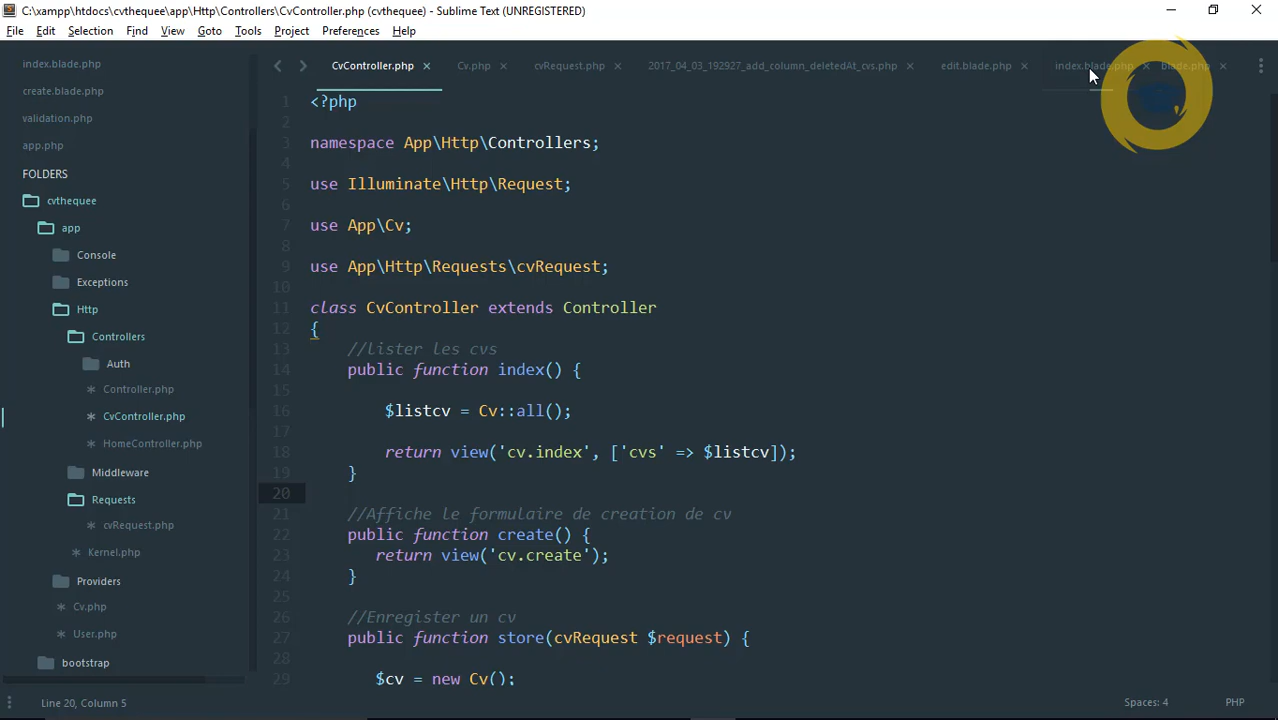 C:\xampp\htdocs\cvthequee\app\Http\Controllers\CvController.php (cvthequee) - Sublime Text (UNREGISTERED)
File Edit Selection Find View Goto Tools Project Preferences Help
index.blade.php
create.blade.php
validation.php
app.php
FOLDERS
cvthequee
app
Console
Exceptions
Http
Controllers
Auth
Controller.php
CvController.php
HomeController.php
Middleware
Requests
cvRequest.php
Kernel.php
Providers
Cv.php
User.php
bootstrap
CvController.php Cv.php cvRequest.php 2017_04_03_192927_add_column_deletedAt_cvs.php edit.blade.php index.blade.php blade.php
1 <?php
2
3 namespace App\Http\Controllers;
4
5 use Illuminate\Http\Request;
6
7 use App\Cv;
8
9 use App\Http\Requests\cvRequest;
10
11 class CvController extends Controller
12 {
13 //lister les cvs
14 public function index() {
15
16 $listcv = Cv::all();
17
18 return view('cv.index', ['cvs' => $listcv]);
19 }
20
21 //Affiche le formulaire de creation de cv
22 public function create() {
23 return view('cv.create');
24 }
25
26 //Enregister un cv
27 public function store(cvRequest $request) {
28
29 $cv = new Cv();
Line 20, Column 5 Spaces: 4 PHP